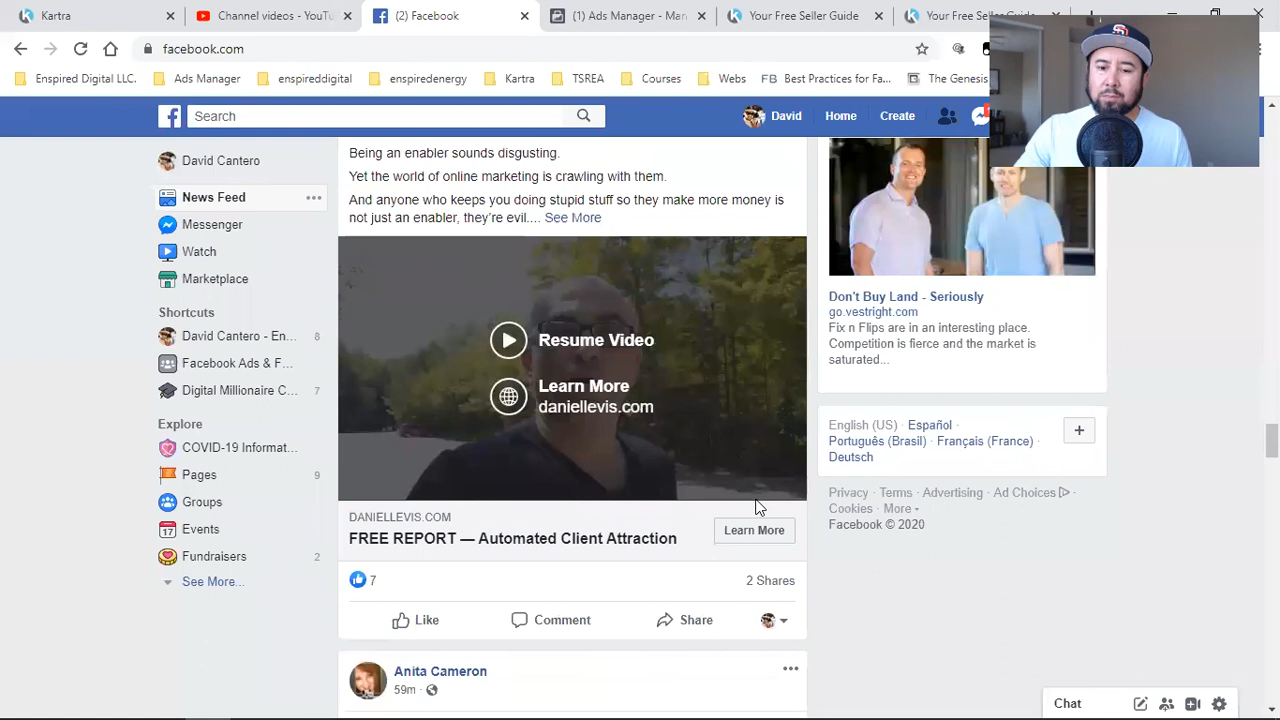 Kartra
Channel videos - YouTu
(2) Facebook
(1) Ads Manager - Man
Your Free Seller Guide
Your Free Seller Guide
facebook.com
Enspired Digital LLC.
Ads Manager
enspireddigital
empoweredenergy
Kartra
TSREA
Courses
Webs
FB Best Practices for Fa...
The Genesis
Search
David
Home
Create
David Cantero
News Feed
Messenger
Watch
Marketplace
Shortcuts
David Cantero - En... 8
Facebook Ads & F...
Digital Millionaire C... 7
Explore
COVID-19 Informat...
Pages 9
Groups
Events
17
Fundraisers 2
See More...
Being an enabler sounds disgusting.
Yet the world of online marketing is crawling with them.
And anyone who keeps you doing stupid stuff so they make more money is
not just an enabler, they're evil.... See More
Resume Video
Learn More
daniellevis.com
DANIELLEVIS.COM
FREE REPORT — Automated Client Attraction
Learn More
7
2 Shares
Like
Comment
Share
Anita Cameron
59m
Don't Buy Land - Seriously
go.vestright.com
Fix n Flips are in an interesting place.
Competition is fierce and the market is
saturated...
English (US) · Español ·
Português (Brasil) · Français (France) ·
Deutsch
Privacy · Terms · Advertising · Ad Choices ·
Cookies · More
Facebook © 2020
Chat